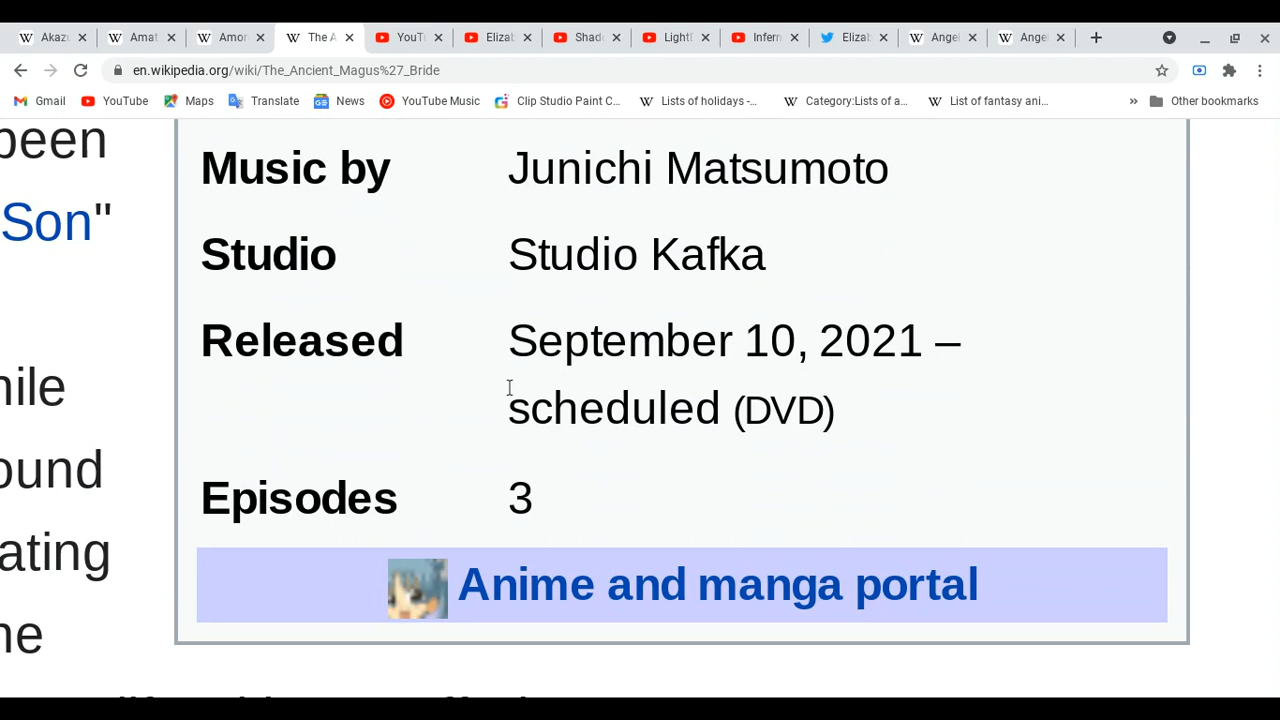 Akaz
Amat
Amor
The A
YouT
Elizab
Shad
Light
Infern
Elizab
Ange
Ange
en.wikipedia.org/wiki/The_Ancient_Magus%27_Bride
Gmail YouTube Maps Translate News YouTube Music Clip Studio Paint C... Lists of holidays -... Category:Lists of a... List of fantasy ani... » Other bookmarks
been
Son"
hile
ound
ating
ne
Music by Junichi Matsumoto
Studio Studio Kafka
Released September 10, 2021 –
scheduled (DVD)
Episodes 3
Anime and manga portal